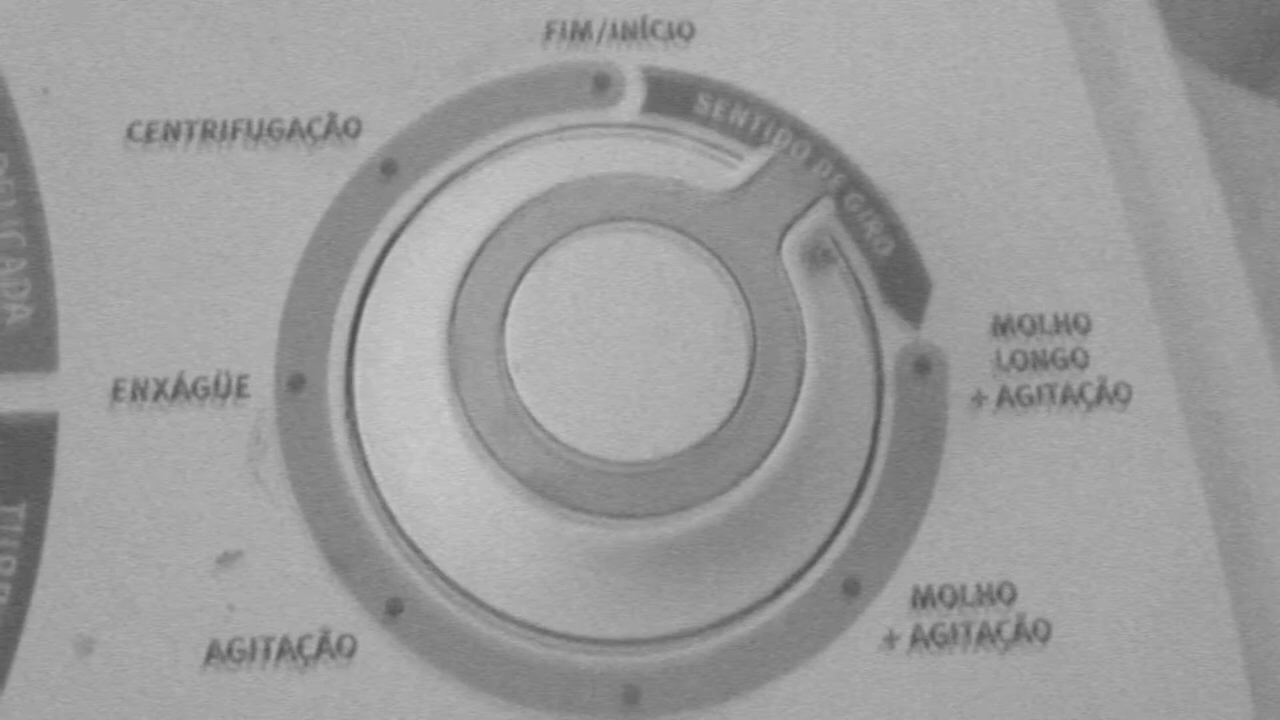 FIM/INÍCIO
SENTIDO DE GIRO
CENTRIFUGAÇÃO
MOLHO
LONGO
+ AGITAÇÃO
ENXÁGÜE
MOLHO
+ AGITAÇÃO
AGITAÇÃO